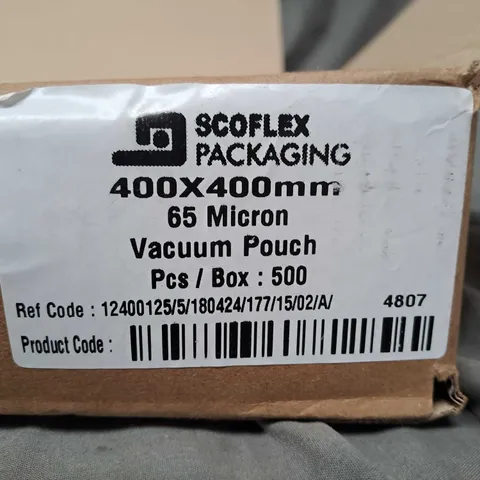 SCOFLEX
PACKAGING
400X400mm
65 Micron
Vacuum Pouch
Pcs / Box : 500
Ref Code : 12400125/5/180424/177/15/02/A/ 4807
Product Code :